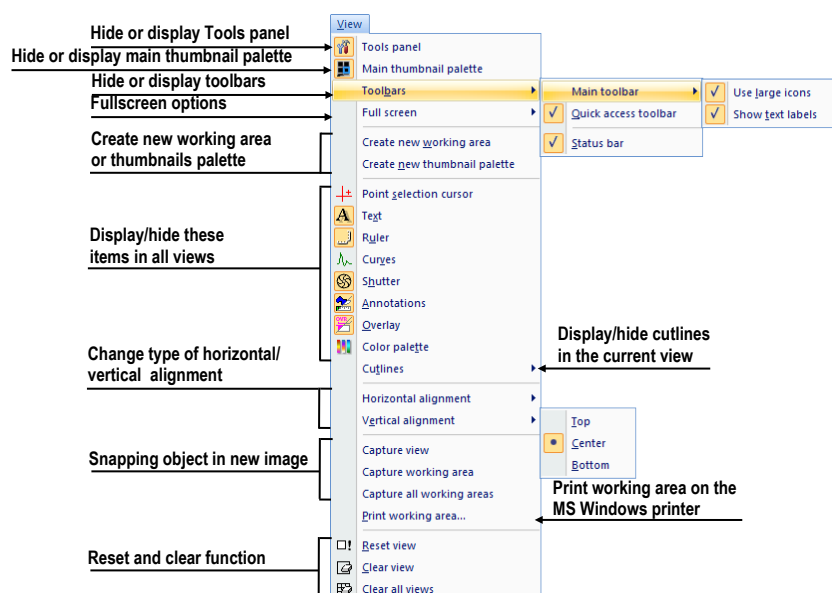 View
Hide or display Tools panel
Tools panel
Hide or display main thumbnail palette
Main thumbnail palette
Hide or display toolbars
Toolbars
Main toolbar
Use large icons
Fullscreen options
Full screen
Quick access toolbar
Show text labels
Create new working area
or thumbnails palette
Create new working area
Status bar
Create new thumbnail palette
Point selection cursor
Text
Ruler
Display/hide these
items in all views
Curves
Shutter
Annotations
Overlay
Color palette
Cutlines
Display/hide cutlines
in the current view
Change type of horizontal/
vertical alignment
Horizontal alignment
Vertical alignment
Top
Center
Bottom
Snapping object in new image
Capture view
Capture working area
Capture all working areas
Print working area...
Print working area on the
MS Windows printer
Reset and clear function
Reset view
Clear view
Clear all views